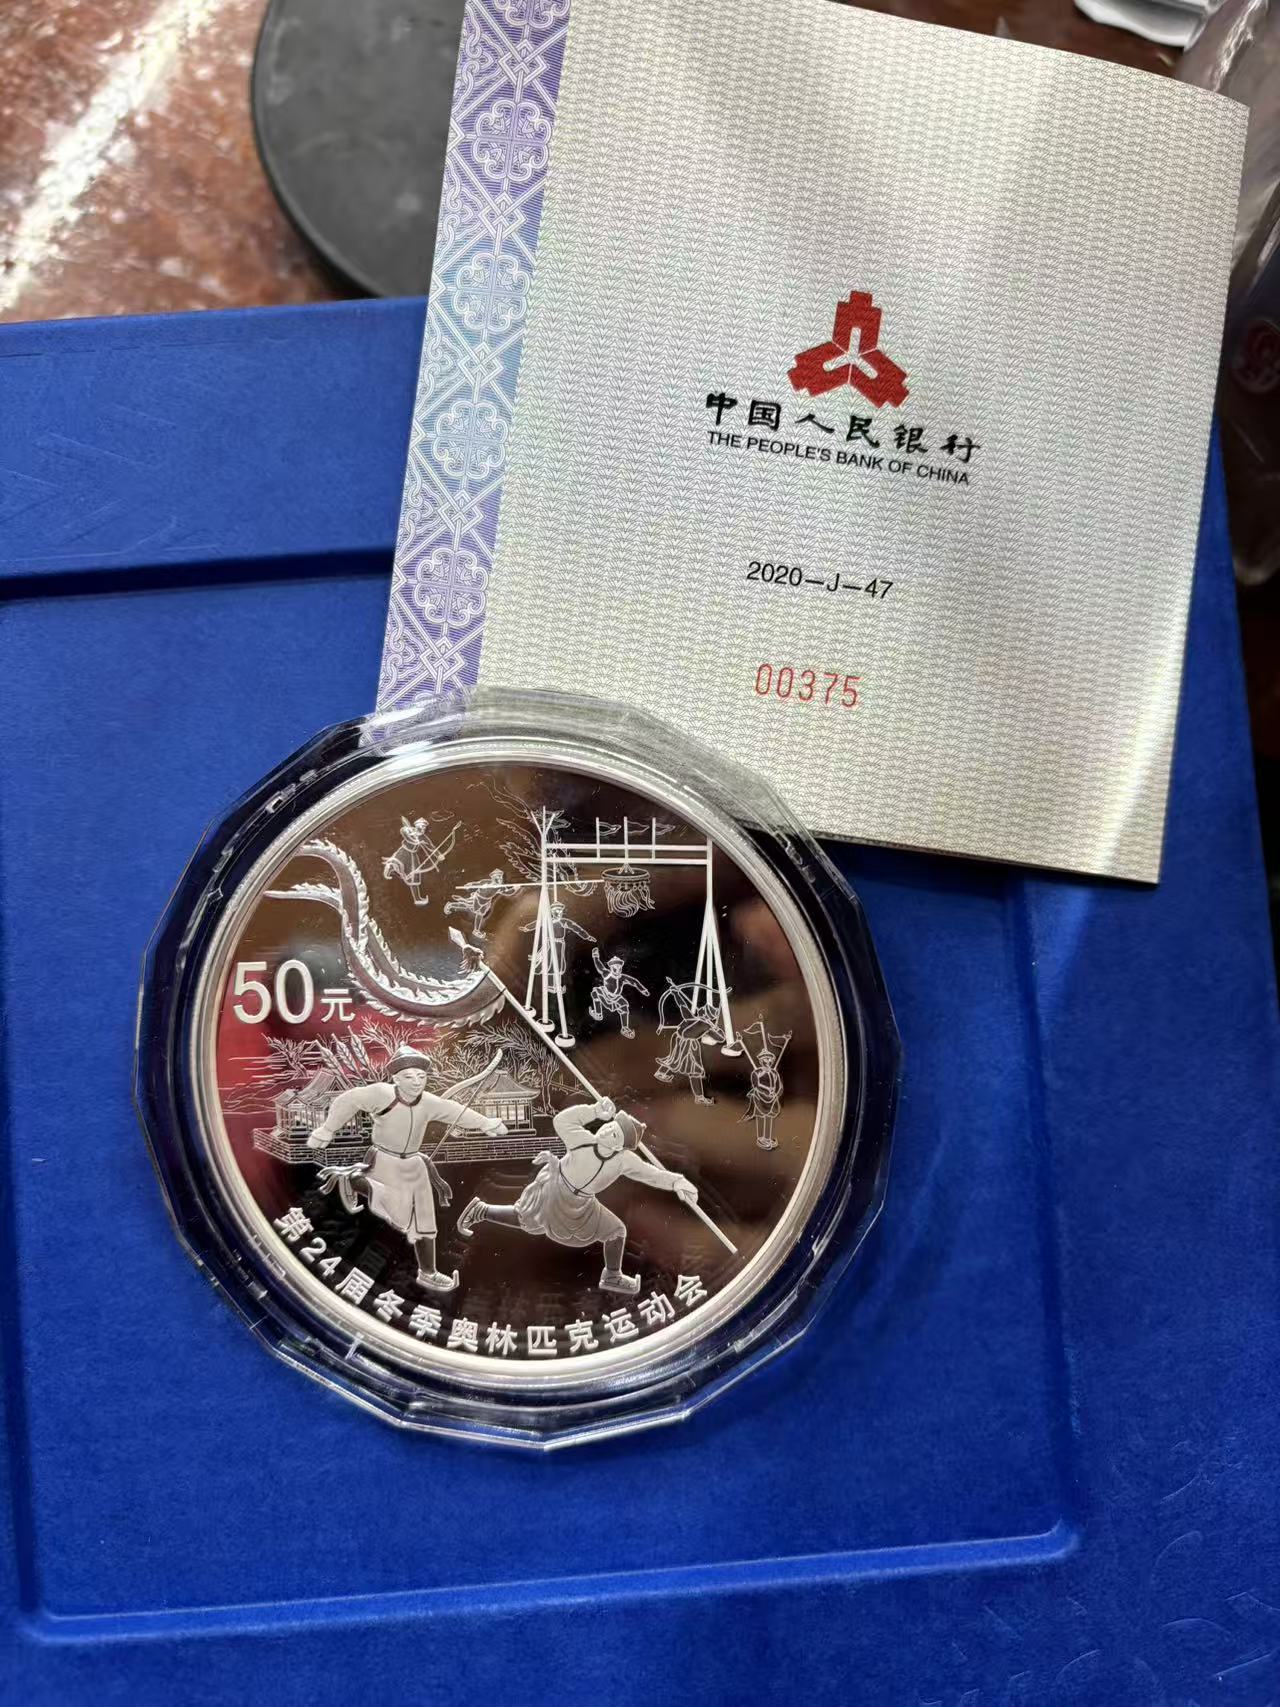 中国人民银行
THE PEOPLE'S BANK OF CHINA
2020-J-47
00375
50元
第24届冬季奥林匹克运动会